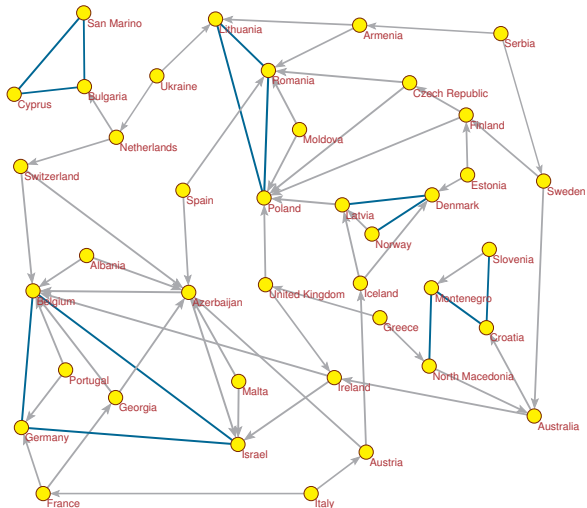 San Marino
Lithuania
Armenia
Serbia
Ukraine
Romania
Cyprus
Bulgaria
Czech Republic
Finland
Moldova
Netherlands
Switzerland
Spain
Poland
Latvia
Denmark
Estonia
Sweden
Norway
Albania
Slovenia
Belgium
Azerbaijan
United Kingdom
Iceland
Montenegro
Greece
Croatia
Portugal
Georgia
Malta
Ireland
North Macedonia
Australia
Germany
Israel
Austria
France
Italy